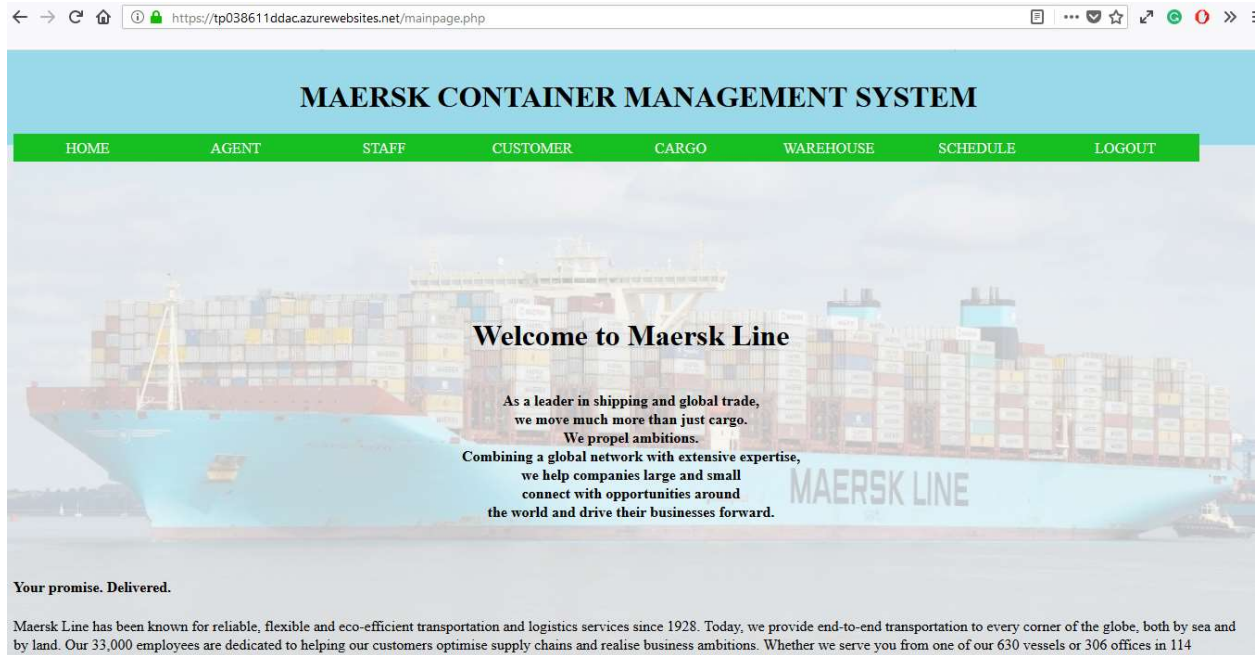 https://tp038611ddac.azurewebsites.net/mainpage.php
MAERSK CONTAINER MANAGEMENT SYSTEM
HOME AGENT STAFF CUSTOMER CARGO WAREHOUSE SCHEDULE LOGOUT
Welcome to Maersk Line
As a leader in shipping and global trade,
we move much more than just cargo.
We propel ambitions.
Combining a global network with extensive expertise,
we help companies large and small
connect with opportunities around
the world and drive their businesses forward.
MAERSK LINE
Your promise. Delivered.
Maersk Line has been known for reliable, flexible and eco-efficient transportation and logistics services since 1928. Today, we provide end-to-end transportation to every corner of the globe, both by sea and
by land. Our 33,000 employees are dedicated to helping our customers optimise supply chains and realise business ambitions. Whether we serve you from one of our 630 vessels or 306 offices in 114